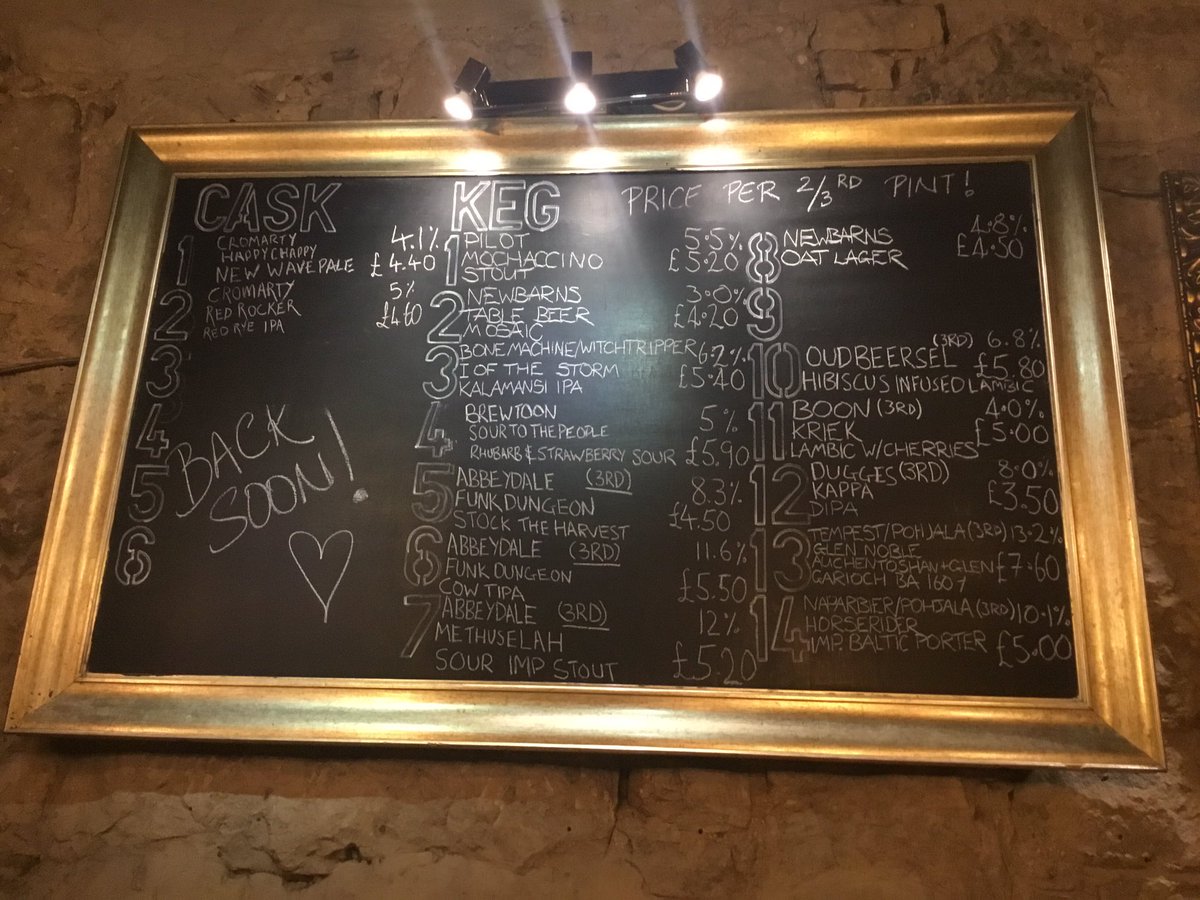 CASK
1 CROMARTY 4.1%
HAPPY CHAPPY
NEW WAVE PALE £4.40
2 CROMARTY 5%
RED ROCKER £4.60
RED RYE IPA
3
4
5
6
BACK
SOON!
KEG
PRICE PER 2/3RD PINT!
1 PILOT 5.5%
MOCHACCINO £5.20
STOUT
2 NEWBARNS 3.0%
TABLE BEER £4.20
MOSAIC
3 BONE MACHINE/WITCHTRIPPER 6.2%
I OF THE STORM £5.40
KALAMANSI IPA
4 BREWTOON 5%
SOUR TO THE PEOPLE
RHUBARB & STRAWBERRY SOUR £5.90
5 ABBEYDALE (3RD) 8.3%
FUNK DUNGEON £4.50
STOCK THE HARVEST
6 ABBEYDALE (3RD) 11.6%
FUNK DUNGEON £5.50
COW TIPA
7 ABBEYDALE (3RD) 12%
METHUSELAH
SOUR IMP STOUT £5.20
8 NEWBARNS 4.8%
OAT LAGER £4.50
9
10 OUDBEERSEL (3RD) 6.8%
HIBISCUS INFUSED LAMBIC £5.80
11 BOON (3RD) 4.0%
KRIEK £5.00
LAMBIC W/CHERRIES
12 DUGGES (3RD) 8.0%
KAPPA £3.50
DIPA
13 TEMPEST/POHJALA (3RD) 13.2%
GLEN NOBLE
AUCHENTOSHAN+GLEN £7.60
GARIOCH BA 160/
14 NAPARBIER/POHJALA (3RD) 10.1%
HORSERIDER
IMP. BALTIC PORTER £5.00